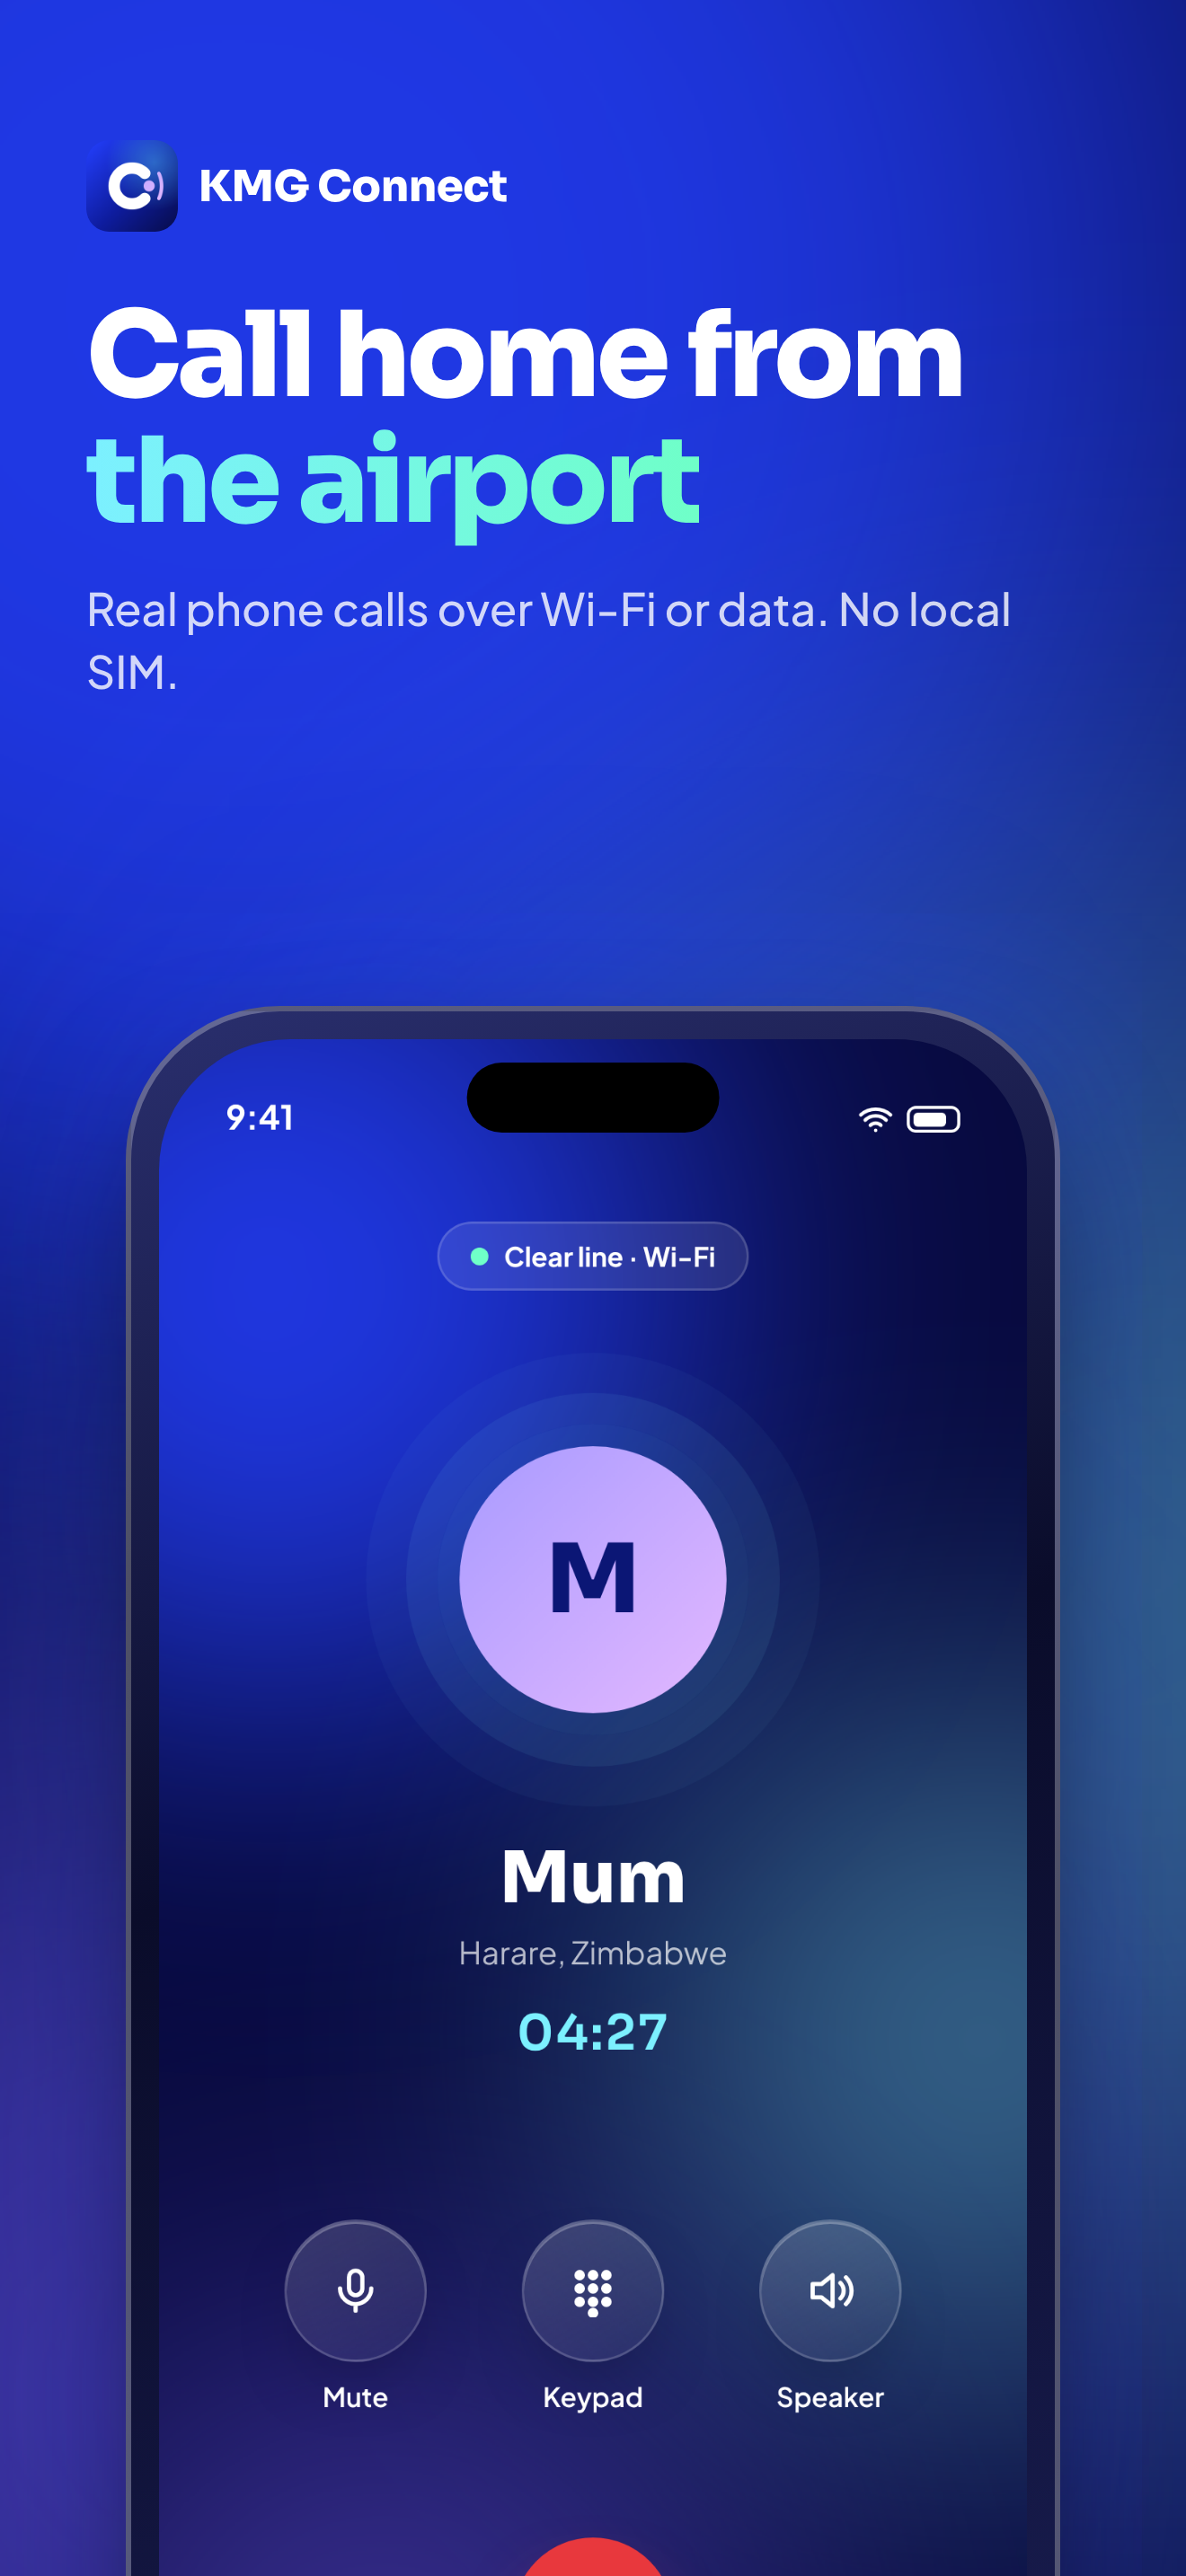 KMG Connect
Call home from
the airport
Real phone calls over Wi-Fi or data. No local
SIM.
9:41
Clear line · Wi-Fi
M
Mum
Harare, Zimbabwe
04:27
Mute Keypad Speaker